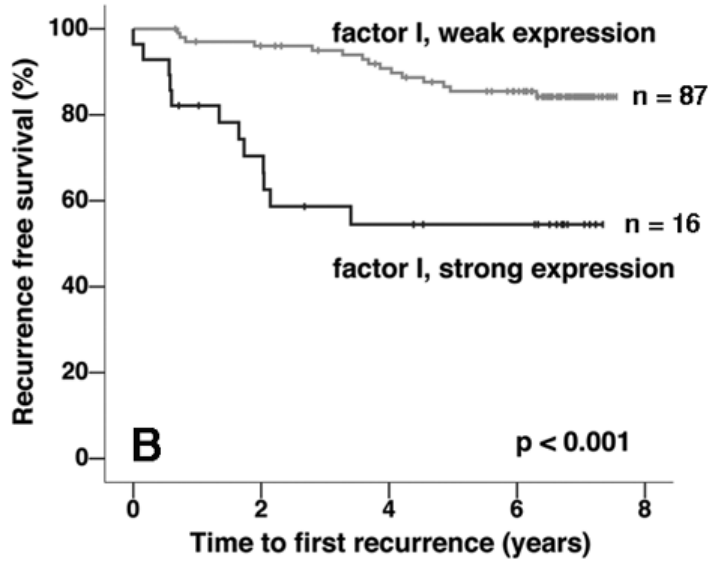 Recurrence free survival (%)
100
80
60
40
20
0
factor I, weak expression
n = 87
n = 16
factor I, strong expression
B
p < 0.001
0 2 4 6 8
Time to first recurrence (years)